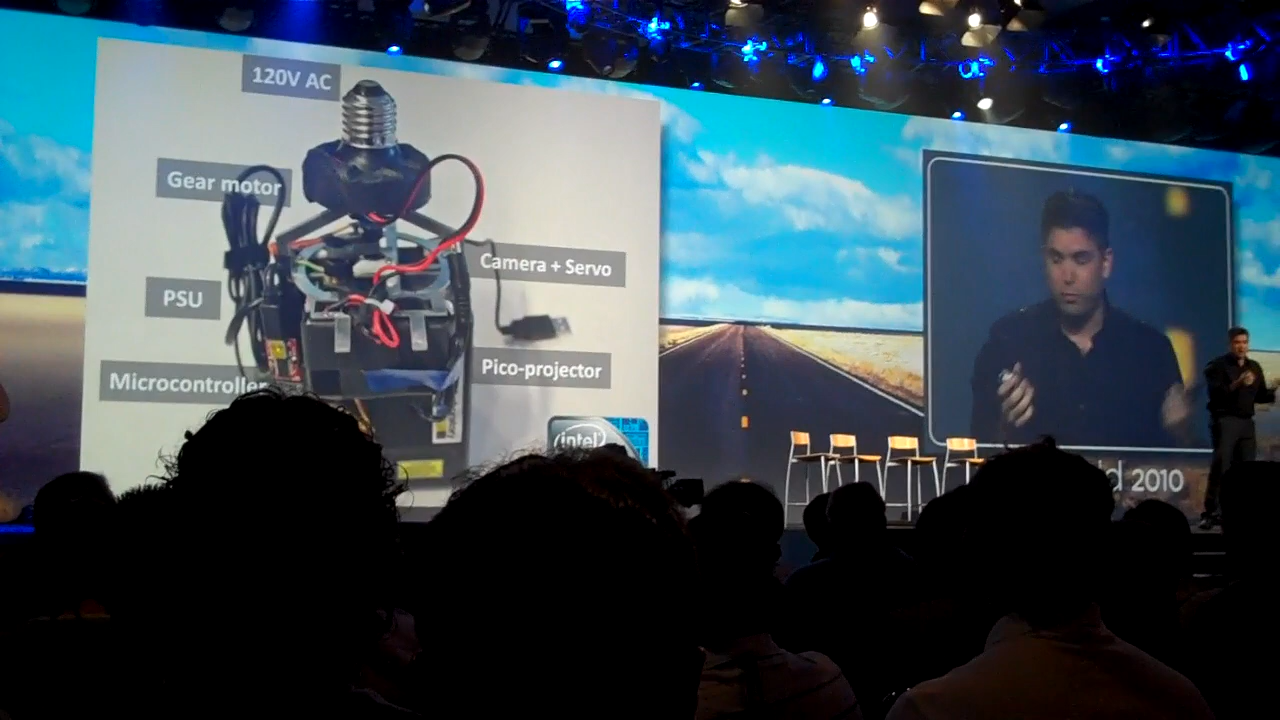 120V AC
Gear motor
Camera + Servo
PSU
Pico-projector
Microcontroller
intel
2010